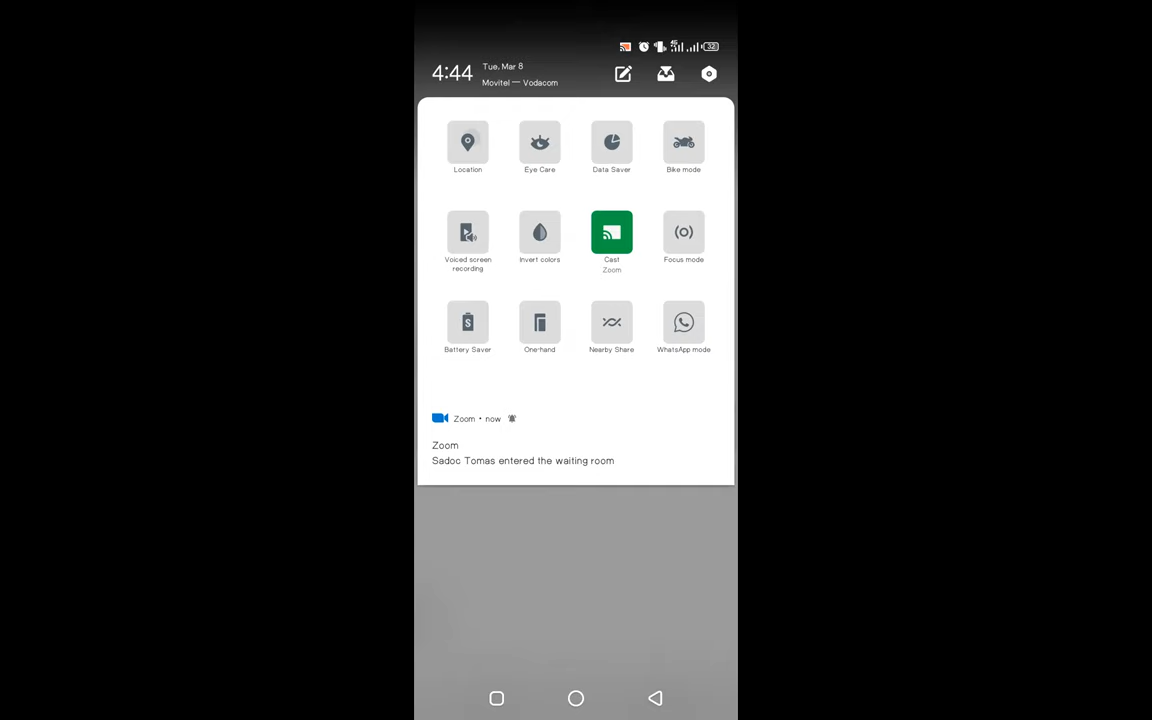 4G
32
4:44
Tue, Mar 8
Movitel — Vodacom
Location
Eye Care
Data Saver
Bike mode
Voiced screen
recording
Invert colors
Cast
Zoom
Focus mode
S
Battery Saver
One-hand
Nearby Share
WhatsApp mode
Zoom • now
Zoom
Sadoc Tomas entered the waiting room